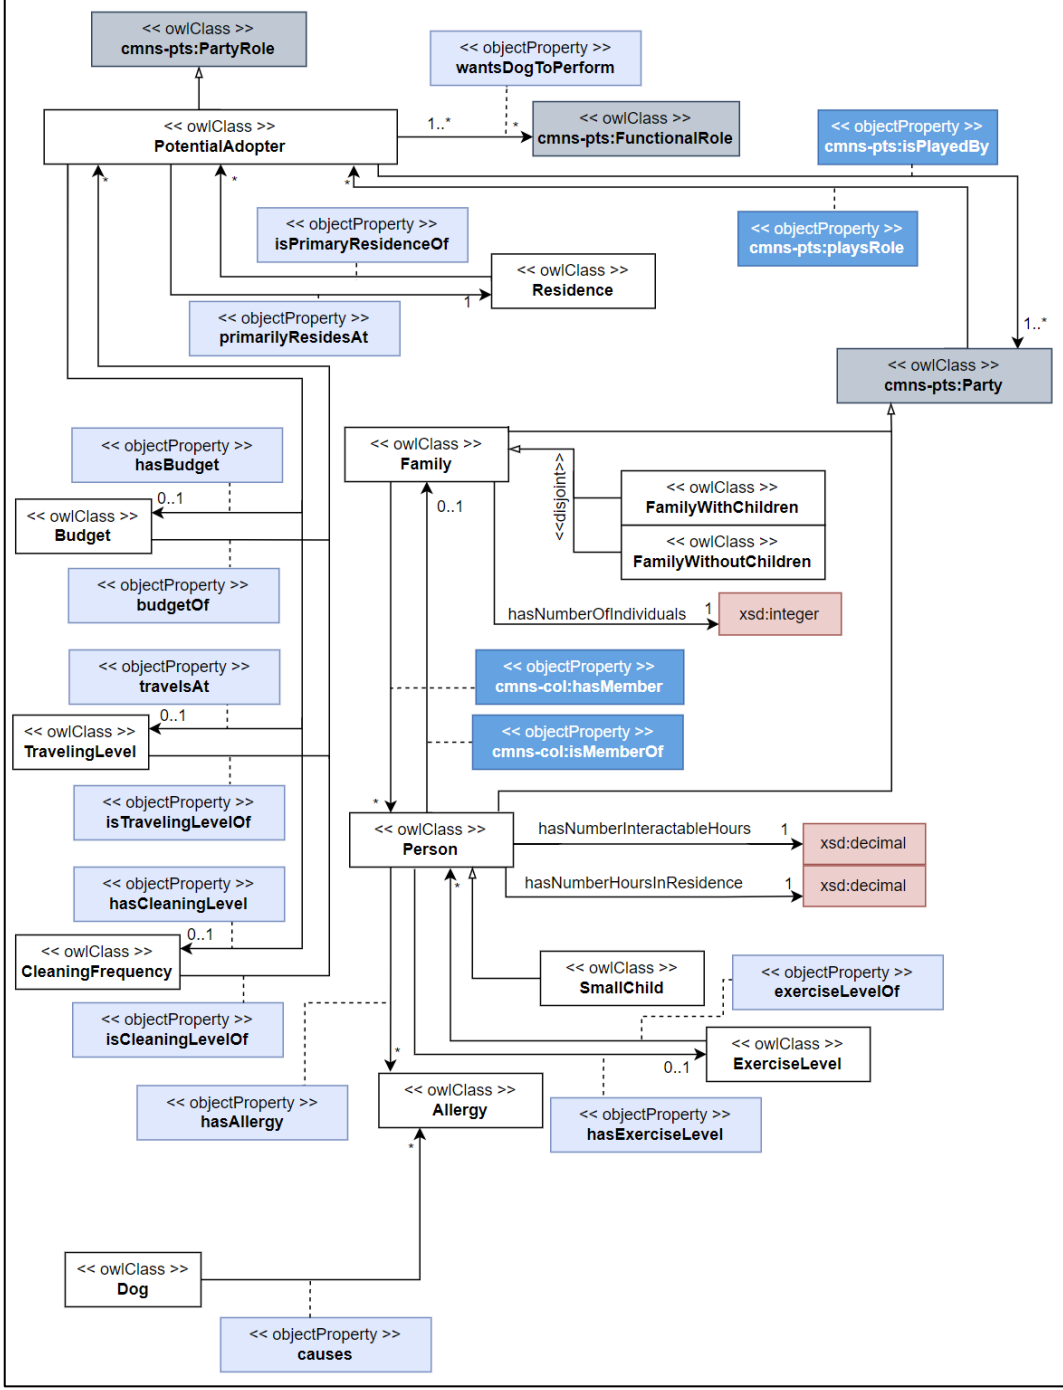 << owlClass >>
cmns-pts:PartyRole
<< objectProperty >>
wantsDogToPerform
<< owlClass >>
PotentialAdopter
1..*
*
<< owlClass >>
cmns-pts:FunctionalRole
<< objectProperty >>
cmns-pts:isPlayedBy
*
*
*
<< objectProperty >>
isPrimaryResidenceOf
<< objectProperty >>
cmns-pts:playsRole
<< owlClass >>
Residence
1
<< objectProperty >>
primarilyResidesAt
1..*
<< owlClass >>
cmns-pts:Party
<< objectProperty >>
hasBudget
<< owlClass >>
Family
0..1
<<disjoint>>
<< owlClass >>
FamilyWithChildren
<< owlClass >>
FamilyWithoutChildren
0..1
<< owlClass >>
Budget
<< objectProperty >>
budgetOf
hasNumberOfIndividuals
1
xsd:integer
<< objectProperty >>
travelsAt
<< objectProperty >>
cmns-col:hasMember
0..1
<< owlClass >>
TravelingLevel
<< objectProperty >>
cmns-col:isMemberOf
<< objectProperty >>
isTravelingLevelOf
*
<< owlClass >>
Person
hasNumberInteractableHours
1
xsd:decimal
<< objectProperty >>
hasCleaningLevel
*
hasNumberHoursInResidence
1
xsd:decimal
0..1
<< owlClass >>
CleaningFrequency
<< owlClass >>
SmallChild
<< objectProperty >>
exerciseLevelOf
<< objectProperty >>
isCleaningLevelOf
<< owlClass >>
ExerciseLevel
*
0..1
<< objectProperty >>
hasAllergy
<< owlClass >>
Allergy
<< objectProperty >>
hasExerciseLevel
*
<< owlClass >>
Dog
<< objectProperty >>
causes